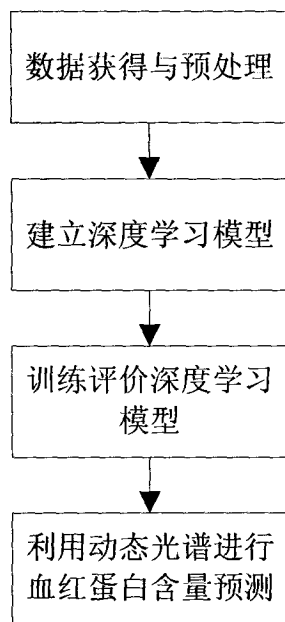 数据获得与预处理
建立深度学习模型
训练评价深度学习
模型
利用动态光谱进行
血红蛋白含量预测